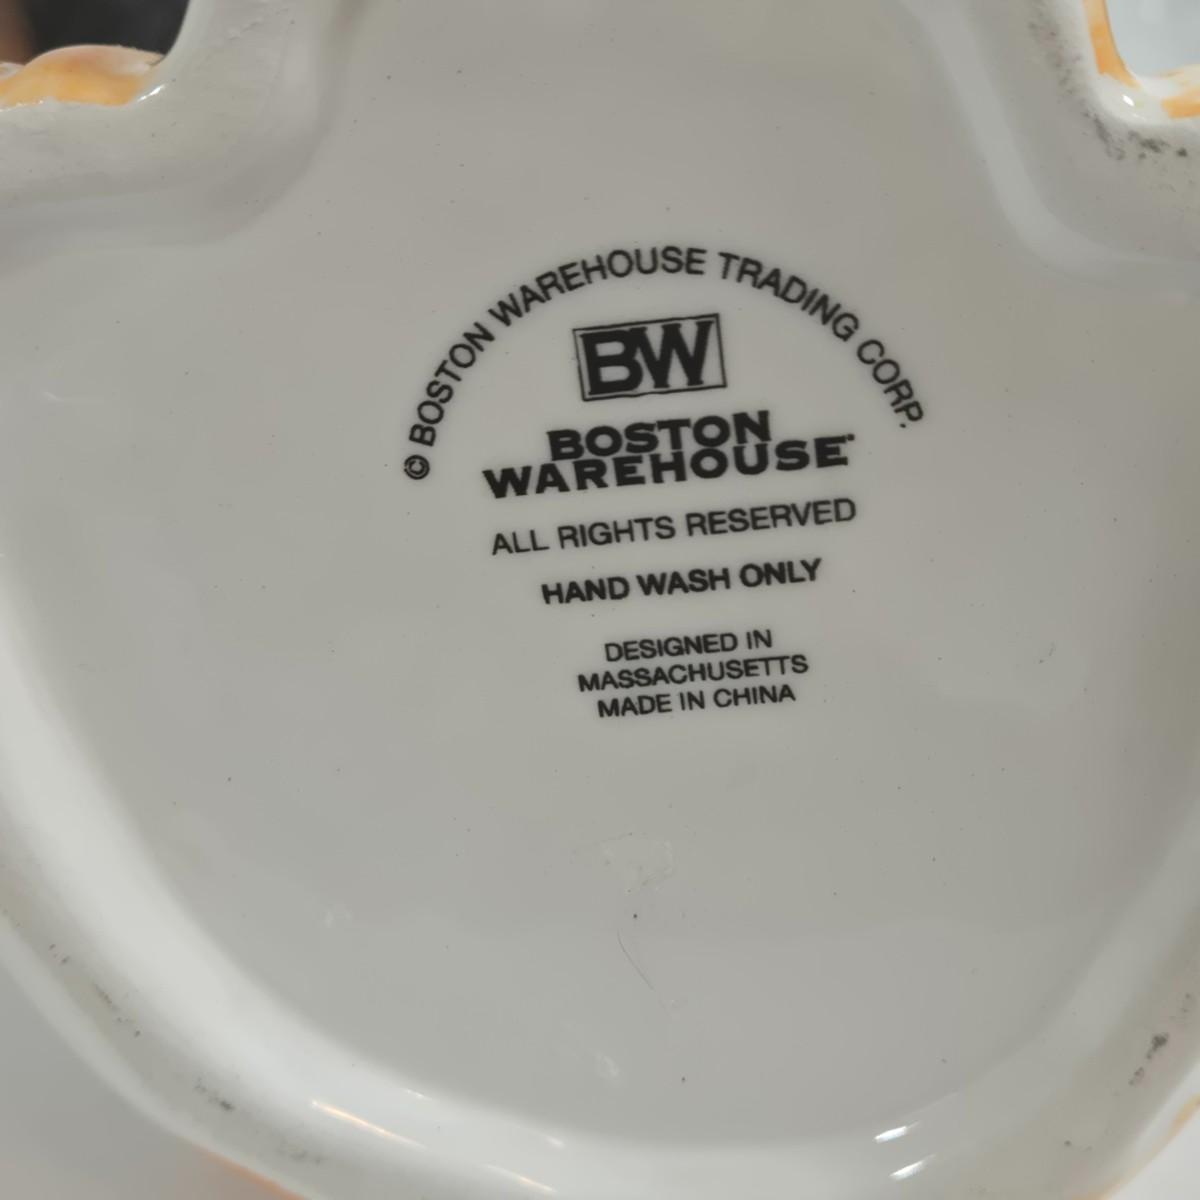 © BOSTON WAREHOUSE TRADING CORP.
BW
BOSTON
WAREHOUSE
ALL RIGHTS RESERVED
HAND WASH ONLY
DESIGNED IN
MASSACHUSETTS
MADE IN CHINA